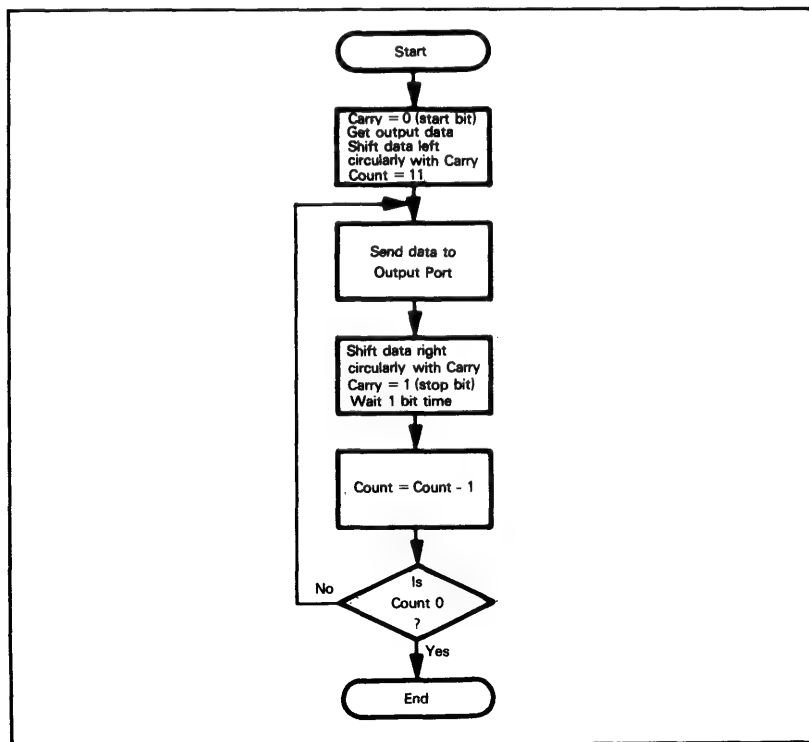 Start
Carry = 0 (start bit)
Get output data
Shift data left
circularly with Carry
Count = 11
Send data to
Output Port
Shift data right
circularly with Carry
Carry = 1 (stop bit)
Wait 1 bit time
Count = Count - 1
Is
Count 0
?
No
Yes
End